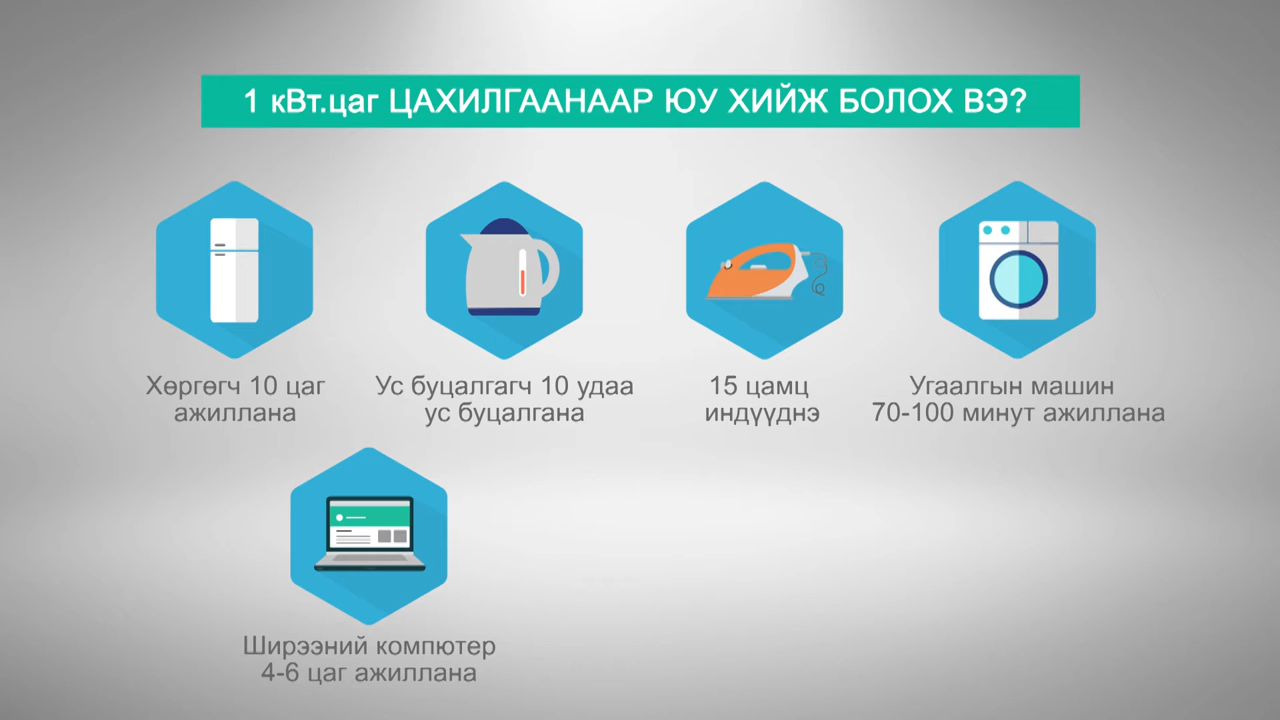 1 кВт.цаг ЦАХИЛГААНААР ЮУ ХИЙЖ БОЛОХ ВЭ?
Хөргөгч 10 цаг
ажиллана
Ус буцалгагч 10 удаа
ус буцалгана
15 цамц
индүүднэ
Угаалгын машин
70-100 минут ажиллана
Ширээний компютер
4-6 цаг ажиллана